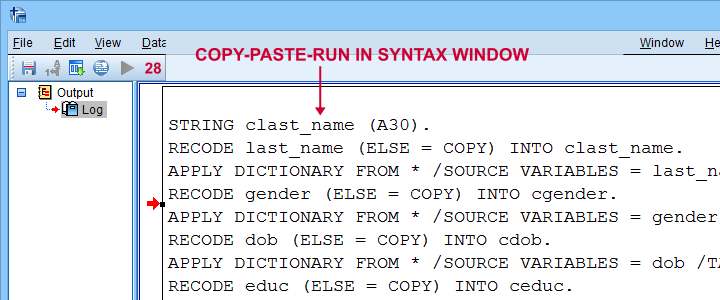 File Edit View Data Window He
28
COPY-PASTE-RUN IN SYNTAX WINDOW
Output
Log
STRING clast_name (A30).
RECODE last_name (ELSE = COPY) INTO clast_name.
APPLY DICTIONARY FROM * /SOURCE VARIABLES = last_n
RECODE gender (ELSE = COPY) INTO cgender.
APPLY DICTIONARY FROM * /SOURCE VARIABLES = gender
RECODE dob (ELSE = COPY) INTO cdob.
APPLY DICTIONARY FROM * /SOURCE VARIABLES = dob /TA
RECODE educ (ELSE = COPY) INTO ceduc.